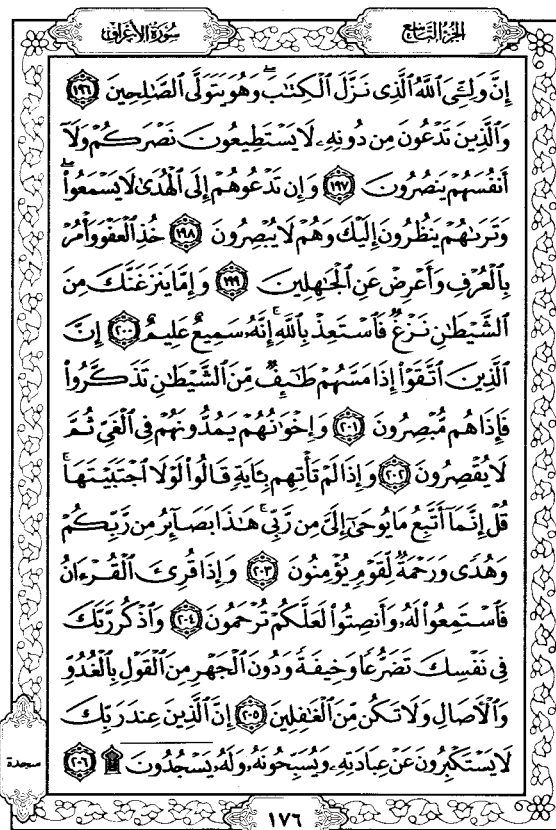 الجزء التاسع
سورة الأعراف
إِنَّ وَلِـِّۧيَ ٱللَّهُ ٱلَّذِي نَزَّلَ ٱلْكِتَٰبَۖ وَهُوَ يَتَوَلَّى ٱلصَّٰلِحِينَ ١٩٦
وَٱلَّذِينَ تَدْعُونَ مِن دُونِهِۦ لَا يَسْتَطِيعُونَ نَصْرَكُمْ وَلَآ
أَنفُسَهُمْ يَنصُرُونَ ١٩٧ وَإِن تَدْعُوهُمْ إِلَى ٱلْهُدَىٰ لَا يَسْمَعُوا۟ۖ
وَتَرَىٰهُمْ يَنظُرُونَ إِلَيْكَ وَهُمْ لَا يُبْصِرُونَ ١٩٨ خُذِ ٱلْعَفْوَ وَأْمُرْ
بِٱلْعُرْفِ وَأَعْرِضْ عَنِ ٱلْجَٰهِلِينَ ١٩٩ وَإِمَّا يَنزَغَنَّكَ مِنَ
ٱلشَّيْطَٰنِ نَزْغٌ فَٱسْتَعِذْ بِٱللَّهِۚ إِنَّهُۥ سَمِيعٌ عَلِيمٌ ٢٠٠ إِنَّ
ٱلَّذِينَ ٱتَّقَوْا۟ إِذَا مَسَّهُمْ طَٰٓئِفٌ مِّنَ ٱلشَّيْطَٰنِ تَذَكَّرُوا۟
فَإِذَا هُم مُّبْصِرُونَ ٢٠١ وَإِخْوَٰنُهُمْ يَمُدُّونَهُمْ فِى ٱلْغَىِّ ثُمَّ
لَا يُقْصِرُونَ ٢٠٢ وَإِذَا لَمْ تَأْتِهِم بِـَٔايَةٍ قَالُوا۟ لَوْلَا ٱجْتَبَيْتَهَاۚ
قُلْ إِنَّمَآ أَتَّبِعُ مَا يُوحَىٰٓ إِلَىَّ مِن رَّبِّىۚ هَٰذَا بَصَآئِرُ مِن رَّبِّكُمْ
وَهُدًى وَرَحْمَةٌ لِّقَوْمٍ يُؤْمِنُونَ ٢٠٣ وَإِذَا قُرِئَ ٱلْقُرْءَانُ
فَٱسْتَمِعُوا۟ لَهُۥ وَأَنصِتُوا۟ لَعَلَّكُمْ تُرْحَمُونَ ٢٠٤ وَٱذْكُر رَّبَّكَ
فِى نَفْسِكَ تَضَرُّعًا وَخِيفَةً وَدُونَ ٱلْجَهْرِ مِنَ ٱلْقَوْلِ بِٱلْغُدُوِّ
وَٱلْءَاصَالِ وَلَا تَكُن مِّنَ ٱلْغَٰفِلِينَ ٢٠٥ إِنَّ ٱلَّذِينَ عِندَ رَبِّكَ
لَا يَسْتَكْبِرُونَ عَنْ عِبَادَتِهِۦ وَيُسَبِّحُونَهُۥ وَلَهُۥ يَسْجُدُونَ ۩ ٢٠٦
سجدة
١٧٦